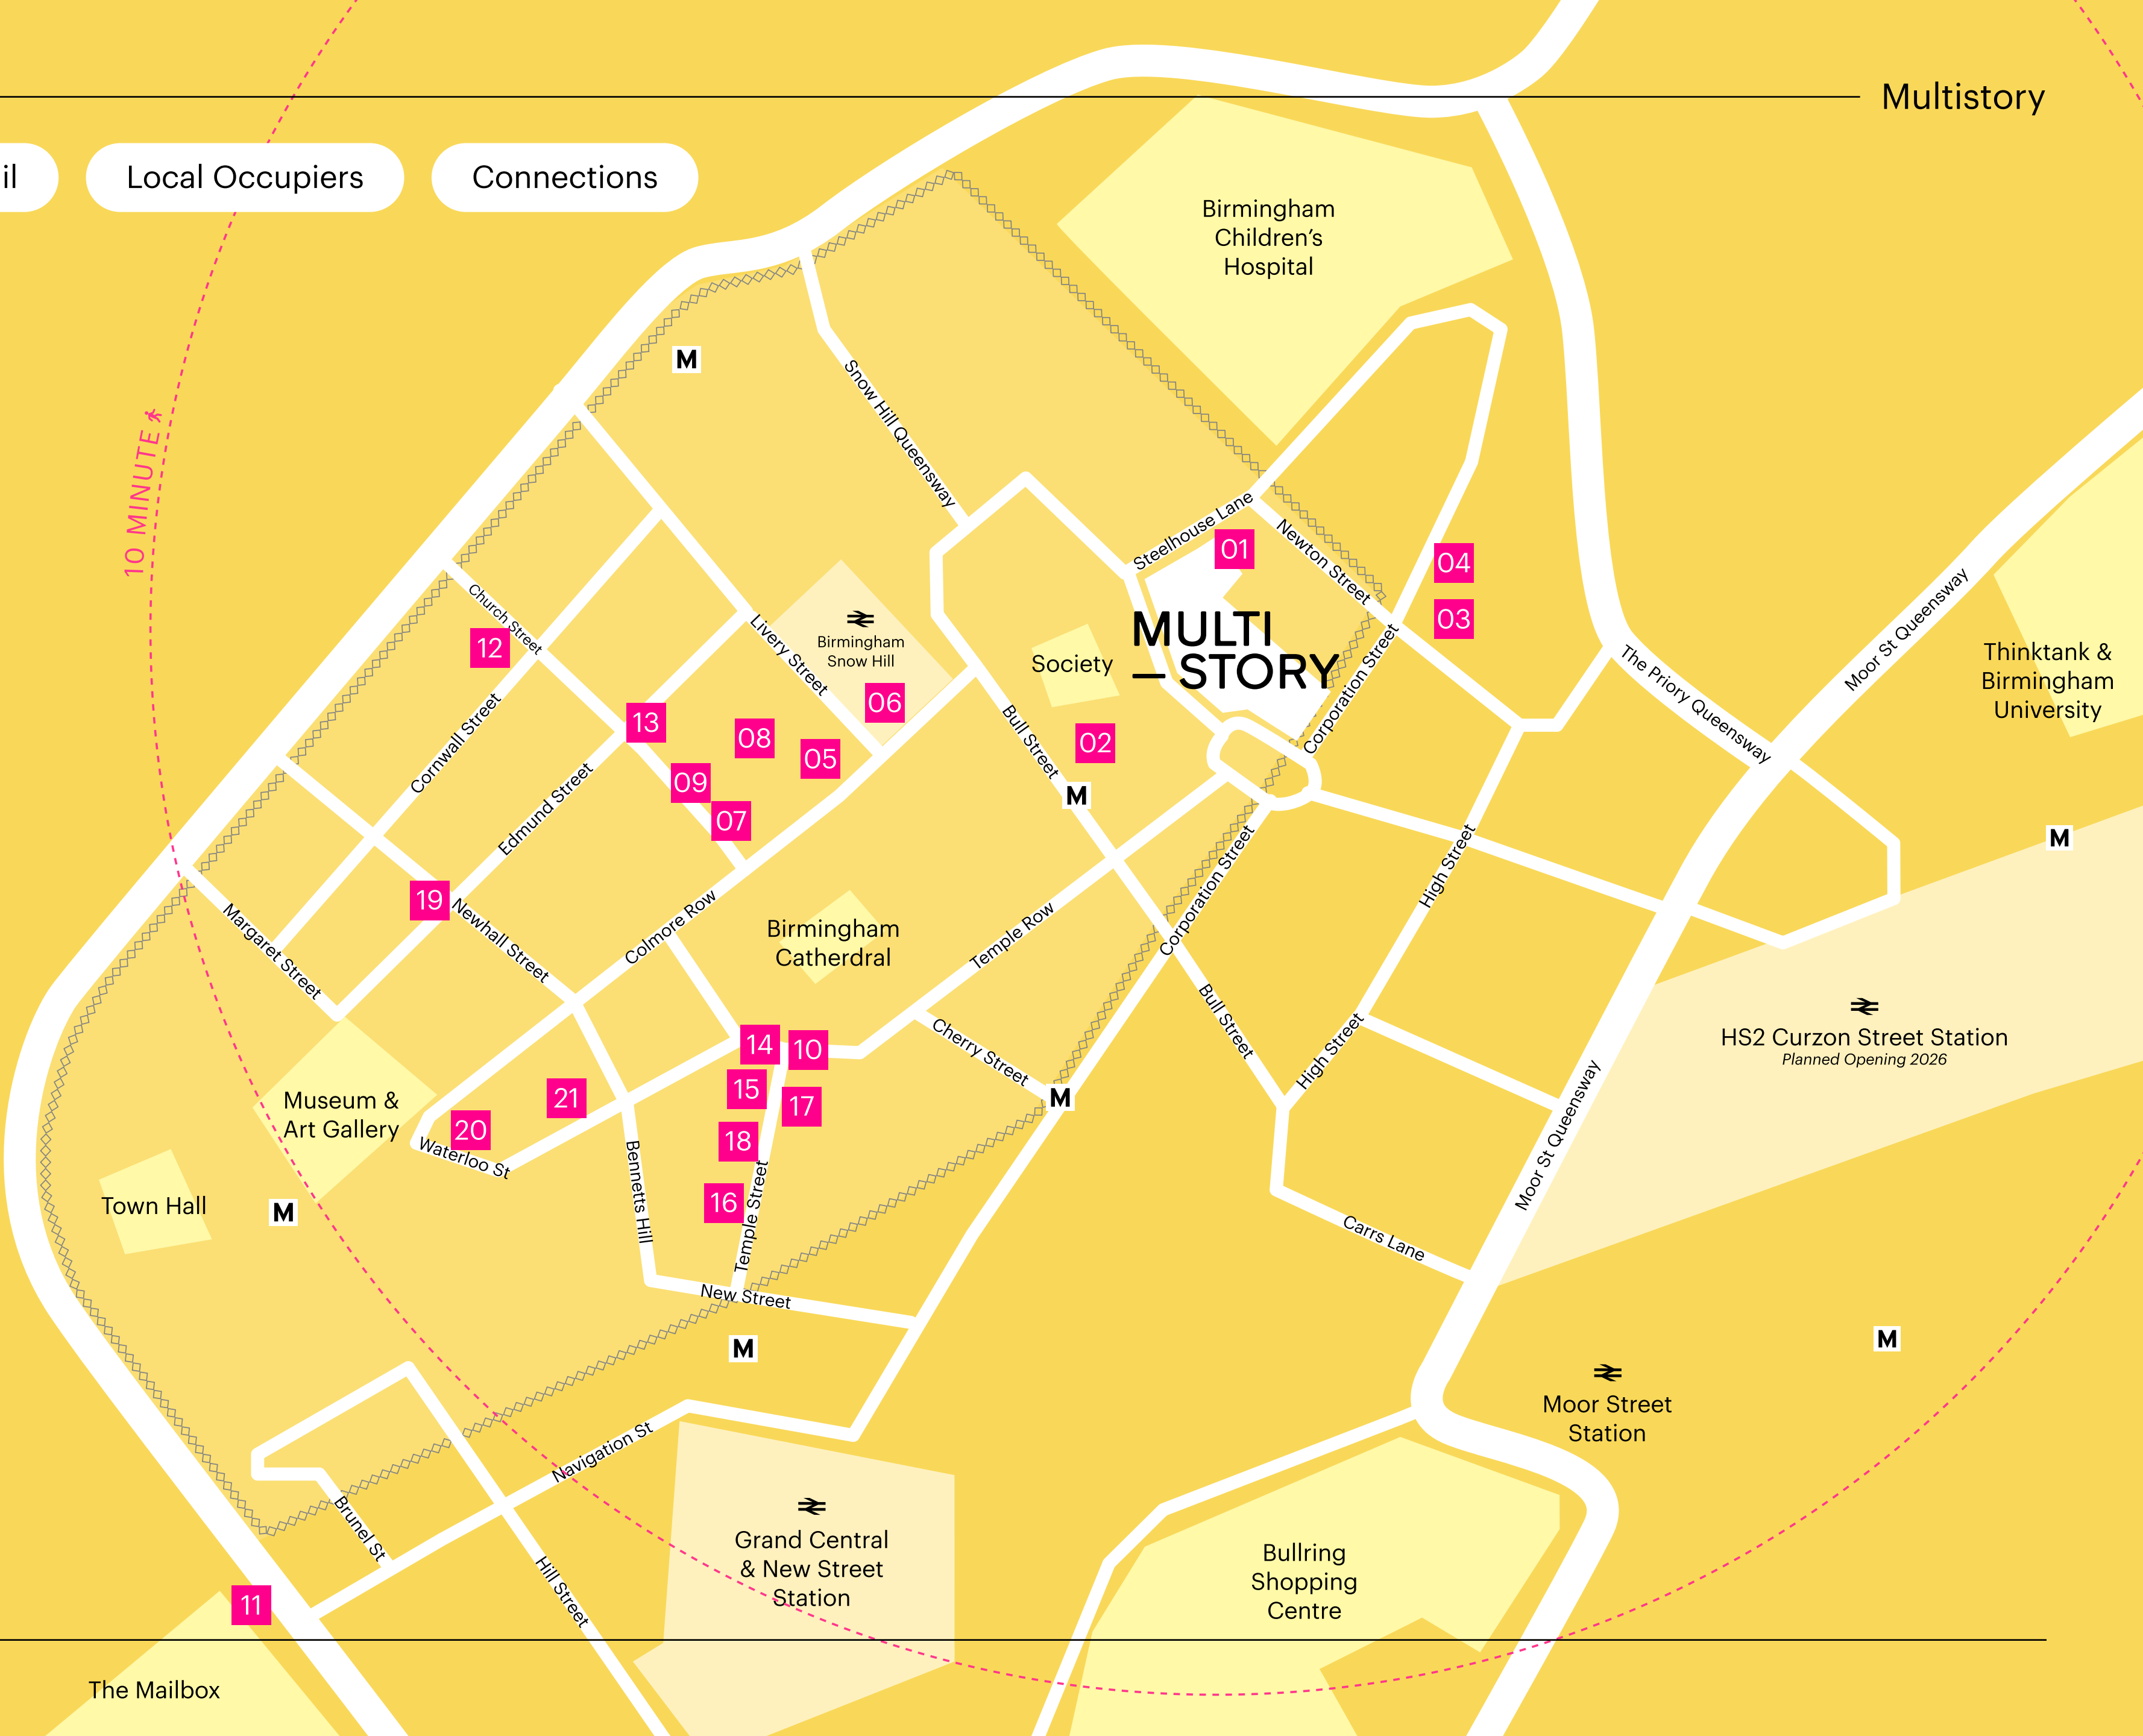 Multistory
il
Local Occupiers
Connections
Birmingham
Children’s
Hospital
M
10 MINUTE
Snow Hill Queensway
Steelhouse Lane
01
Newton Street
04
03
Church Street
12
Livery Street
Birmingham
Snow Hill
06
Society
MULTI
— STORY
Corporation Street
The Priory Queensway
Moor St Queensway
Thinktank &
Birmingham
University
13
08
05
02
Bull Street
M
Cornwall Street
Edmund Street
09
07
M
19
Margaret Street
Newhall Street
Colmore Row
Birmingham
Catherdral
Temple Row
Corporation Street
High Street
HS2 Curzon Street Station
Planned Opening 2026
Cherry Street
Bull Street
High Street
M
14
10
15
17
18
16
21
20
Museum &
Art Gallery
Waterloo St
Bennetts Hill
Temple Street
Town Hall
M
New Street
M
Carrs Lane
Moor St Queensway
M
Moor Street
Station
Navigation St
Brunel St
Hill Street
Grand Central
& New Street
Station
Bullring
Shopping
Centre
11
The Mailbox